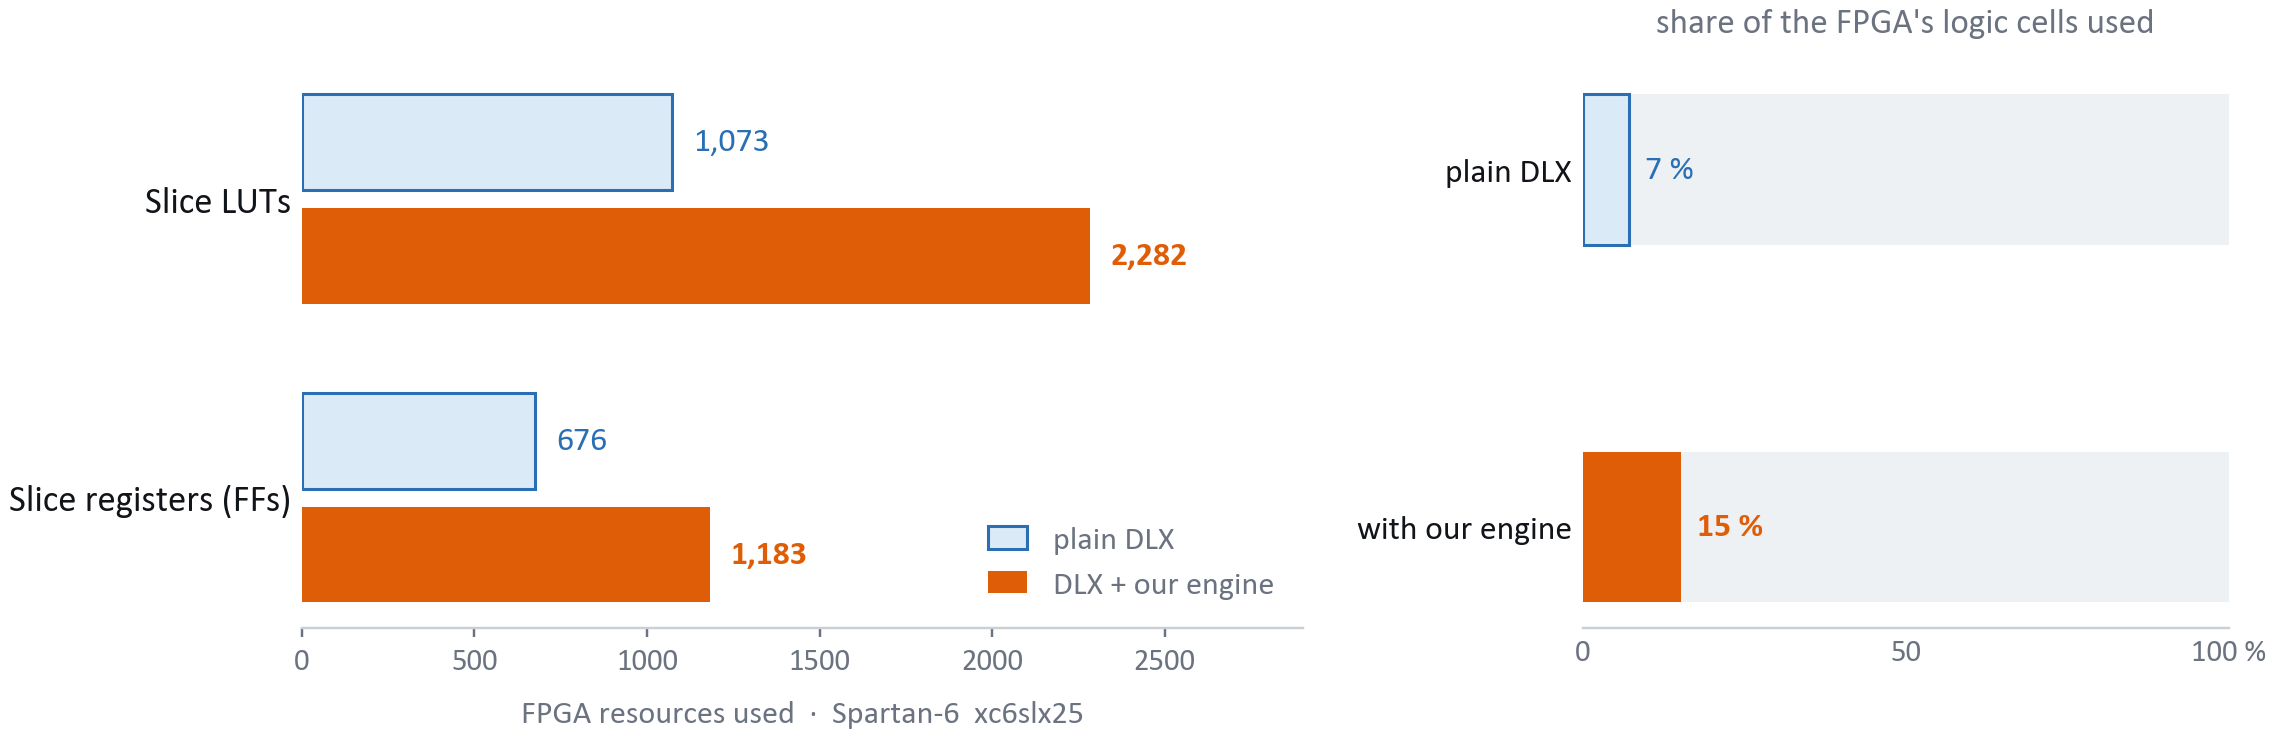 share of the FPGA's logic cells used
1,073
Slice LUTs
2,282
676
Slice registers (FFs)
1,183
plain DLX
DLX + our engine
0 500 1000 1500 2000 2500
FPGA resources used · Spartan-6 xc6slx25
plain DLX
7 %
with our engine
15 %
0 50 100 %